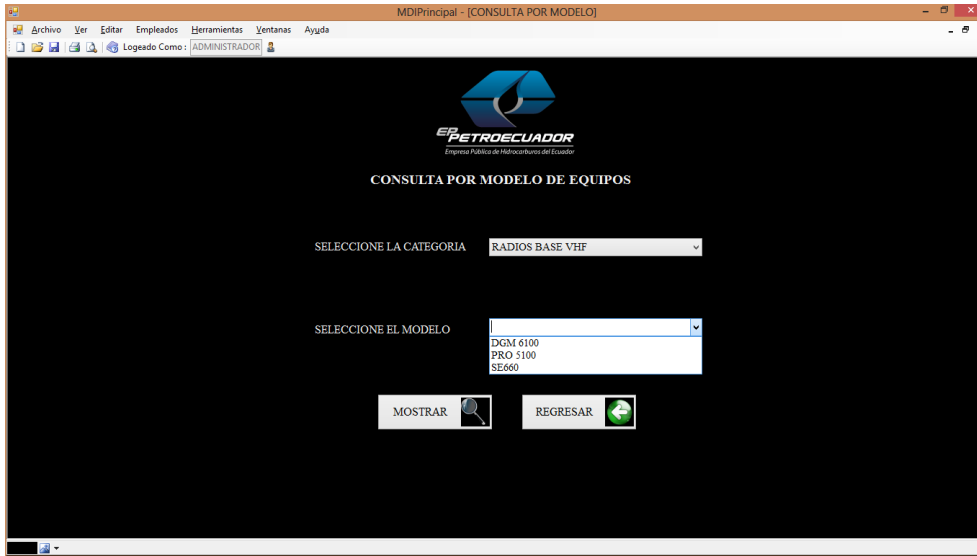 MDIPrincipal - [CONSULTA POR MODELO]
Archivo Ver Editar Empleados Herramientas Ventanas Ayuda
Logeado Como : ADMINISTRADOR
EP PETROECUADOR
Empresa Pública de Hidrocarburos del Ecuador
CONSULTA POR MODELO DE EQUIPOS
SELECCIONE LA CATEGORIA RADIOS BASE VHF
SELECCIONE EL MODELO
DGM 6100
PRO 5100
SE660
MOSTRAR REGRESAR